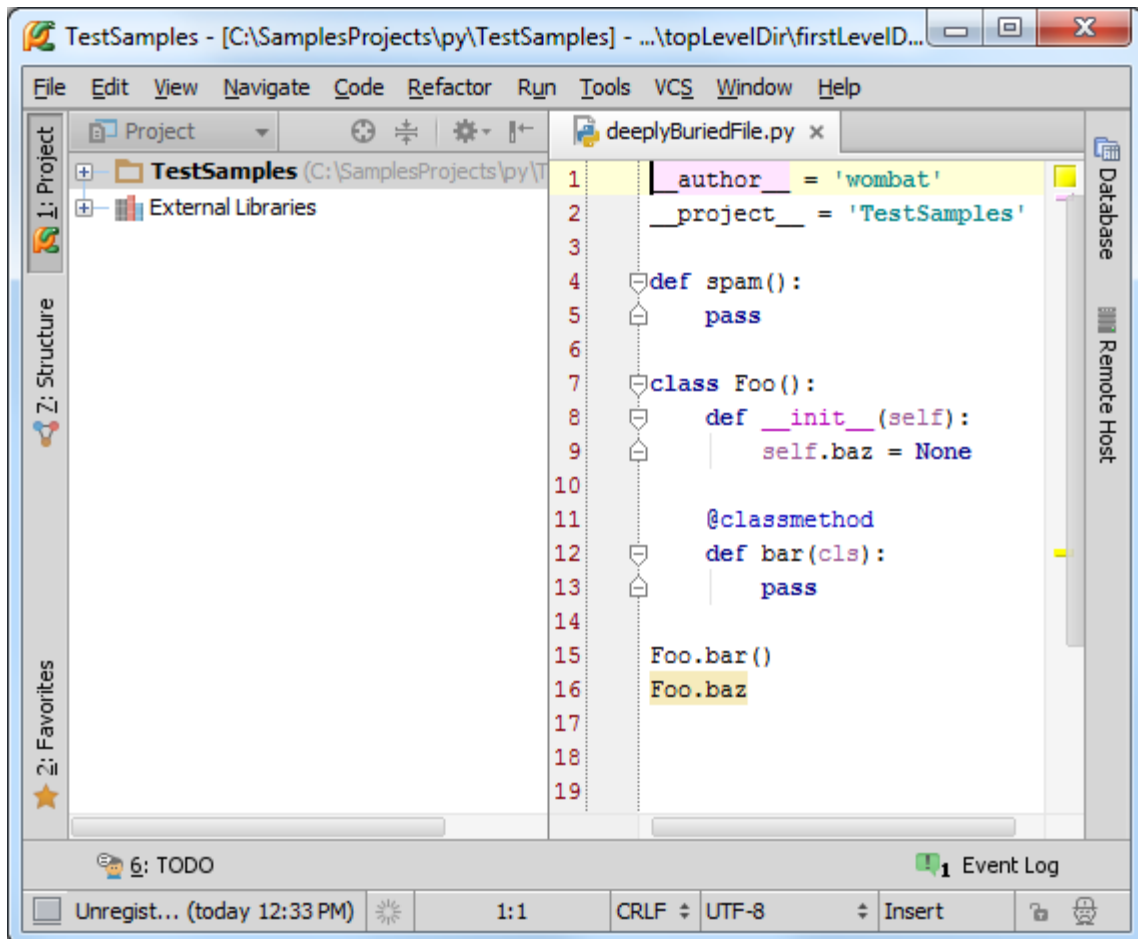 TestSamples - [C:\SamplesProjects\py\TestSamples] - ...\topLevelDir\firstLevelD...
File Edit View Navigate Code Refactor Run Tools VCS Window Help
1: Project
Z: Structure
2: Favorites
Project
TestSamples (C:\SamplesProjects\py\T
External Libraries
deeplyBuriedFile.py
1 __author__ = 'wombat'
2 __project__ = 'TestSamples'
3
4 def spam():
5     pass
6
7 class Foo():
8     def __init__(self):
9         self.baz = None
10
11     @classmethod
12     def bar(cls):
13         pass
14
15 Foo.bar()
16 Foo.baz
17
18
19
Database
Remote Host
6: TODO
1 Event Log
Unregist... (today 12:33 PM) 1:1 CRLF UTF-8 Insert